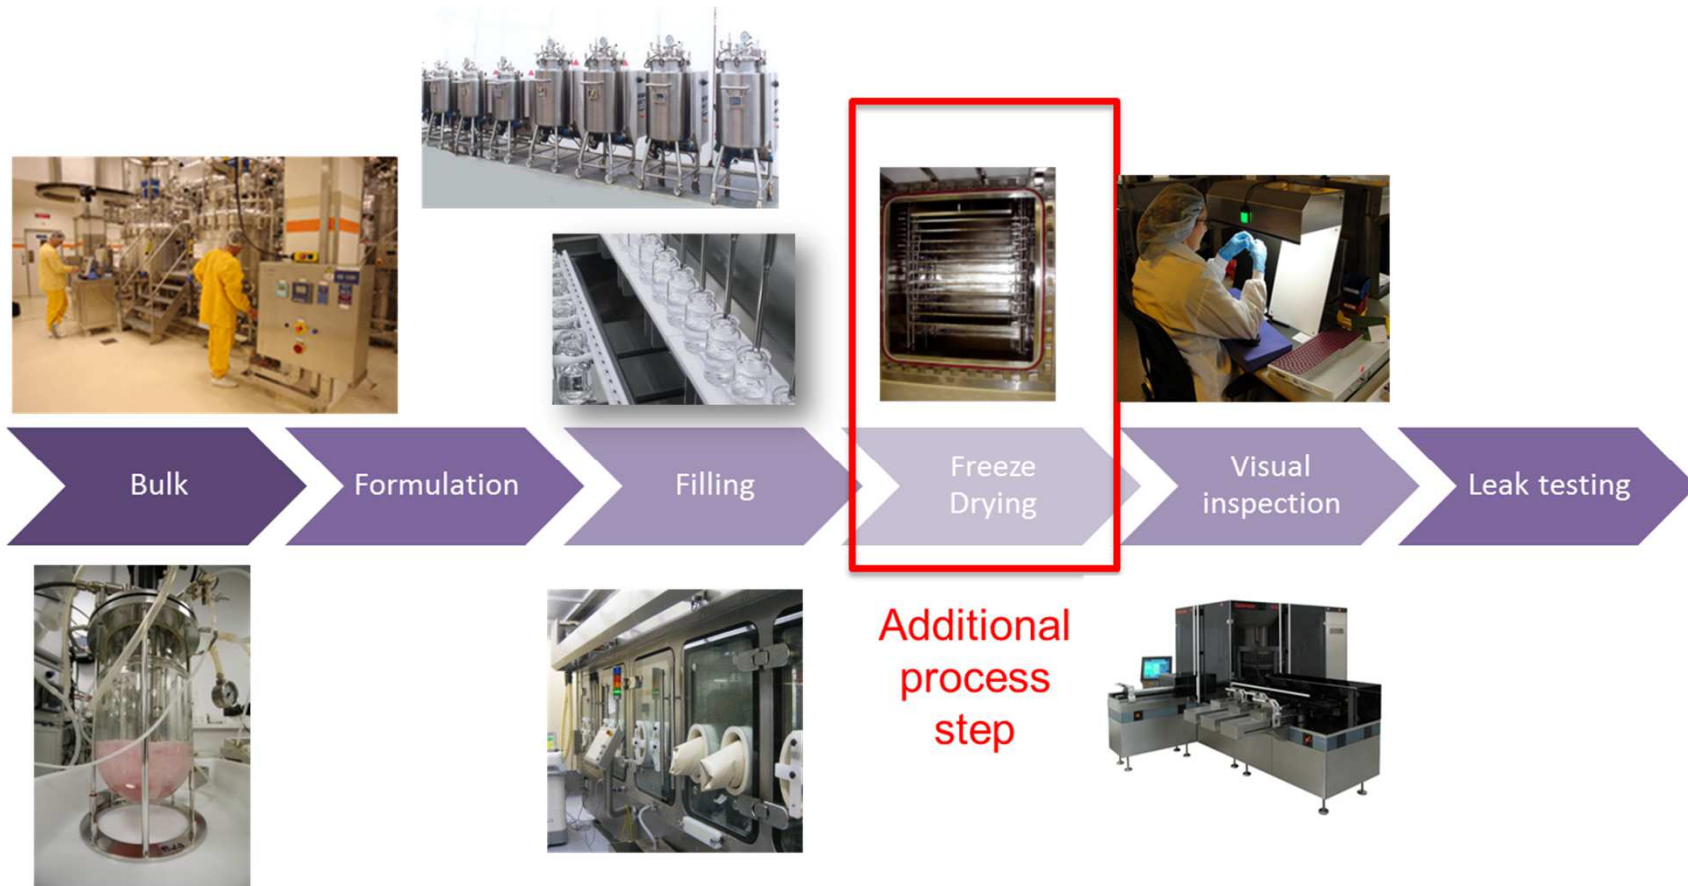 Bulk
Formulation
Filling
Freeze
Drying
Visual
inspection
Leak testing
Additional
process
step